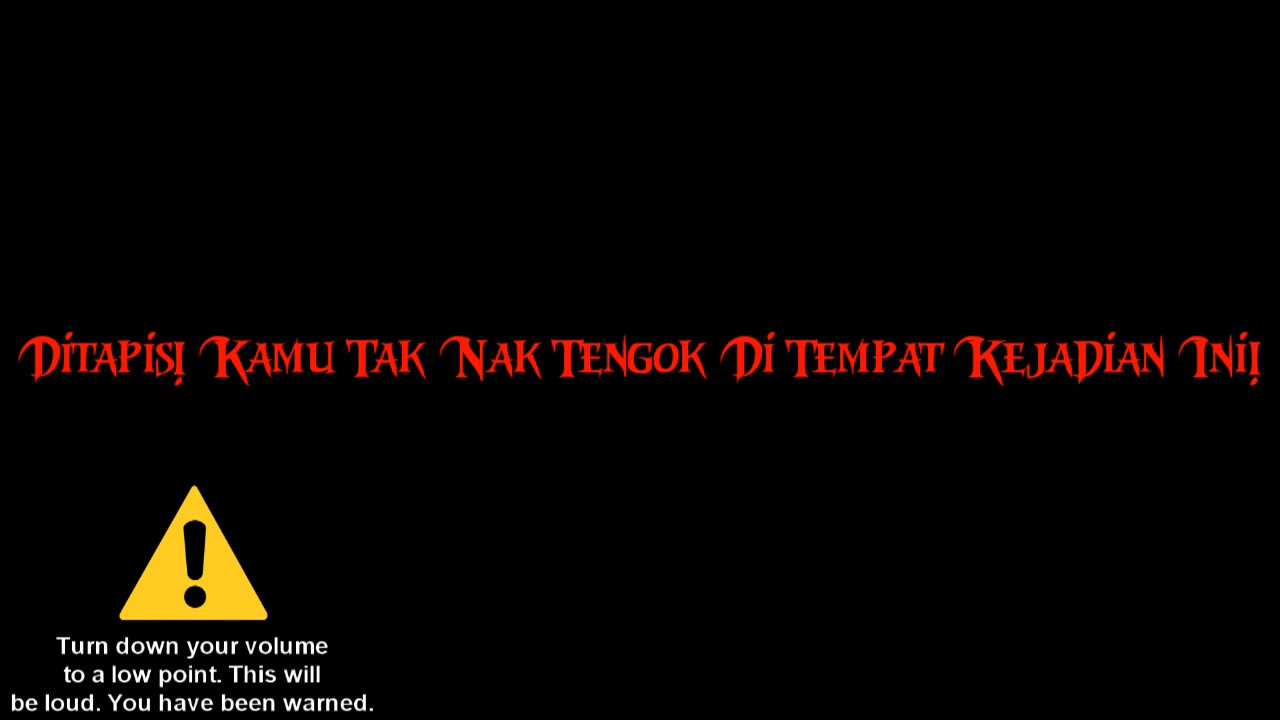 Ditapis! Kamu Tak Nak Tengok Di Tempat Kejadian Ini!
Turn down your volume
to a low point. This will
be loud. You have been warned.